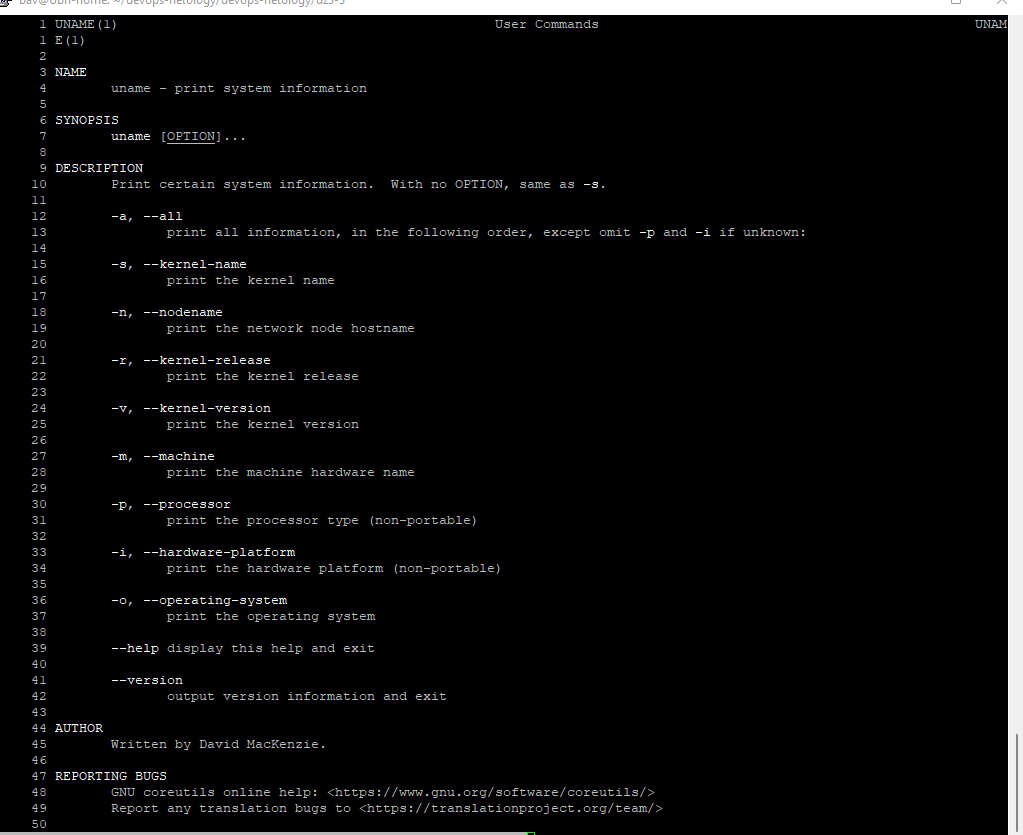 bav@Obh-home: ~/devops-netology/devops-netology/dz3-3
1 UNAME(1) User Commands UNAM
1 E(1)
2
3 NAME
4 uname - print system information
5
6 SYNOPSIS
7 uname [OPTION]...
8
9 DESCRIPTION
10 Print certain system information.  With no OPTION, same as -s.
11
12 -a, --all
13 print all information, in the following order, except omit -p and -i if unknown:
14
15 -s, --kernel-name
16 print the kernel name
17
18 -n, --nodename
19 print the network node hostname
20
21 -r, --kernel-release
22 print the kernel release
23
24 -v, --kernel-version
25 print the kernel version
26
27 -m, --machine
28 print the machine hardware name
29
30 -p, --processor
31 print the processor type (non-portable)
32
33 -i, --hardware-platform
34 print the hardware platform (non-portable)
35
36 -o, --operating-system
37 print the operating system
38
39 --help display this help and exit
40
41 --version
42 output version information and exit
43
44 AUTHOR
45 Written by David MacKenzie.
46
47 REPORTING BUGS
48 GNU coreutils online help: <https://www.gnu.org/software/coreutils/>
49 Report any translation bugs to <https://translationproject.org/team/>
50